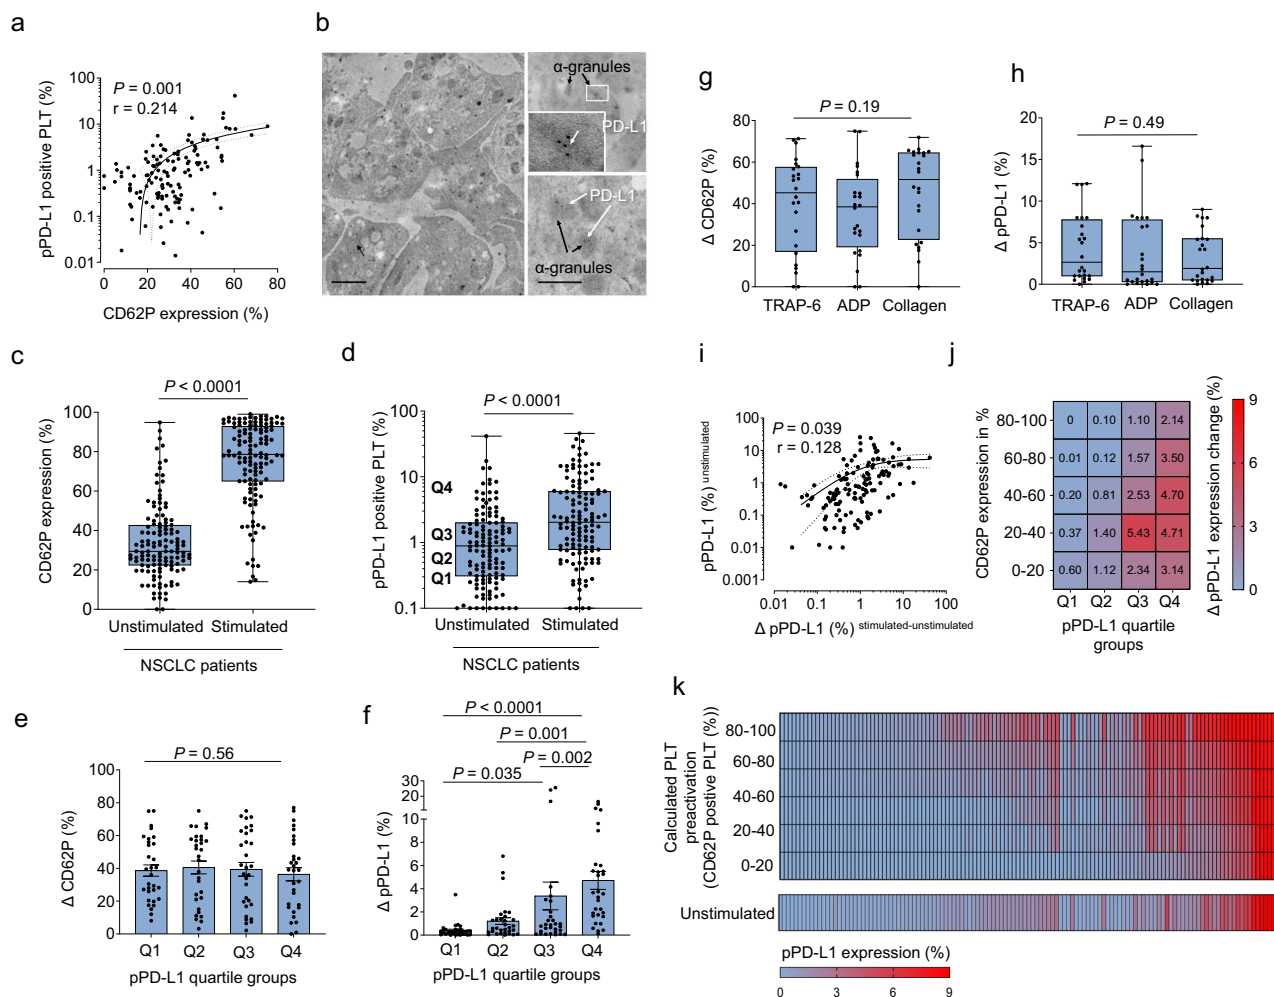 a
P = 0.001
r = 0.214
pPD-L1 positive PLT (%)
100
10
1
0.1
0.01
0
20
40
60
80
CD62P expression (%)
b
α-granules
PD-L1
PD-L1
α-granules
g
P = 0.19
Δ CD62P (%)
80
60
40
20
0
TRAP-6
ADP
Collagen
h
P = 0.49
Δ pPD-L1 (%)
20
15
10
5
0
TRAP-6
ADP
Collagen
c
P < 0.0001
CD62P expression (%)
100
80
60
40
20
0
Unstimulated
Stimulated
NSCLC patients
d
P < 0.0001
pPD-L1 positive PLT (%)
100
10
1
0.1
Q4
Q3
Q2
Q1
Unstimulated
Stimulated
NSCLC patients
i
P = 0.039
r = 0.128
pPD-L1 (%) unstimulated
100
10
1
0.1
0.01
0.001
0.01
0.1
1
10
100
Δ pPD-L1 (%) stimulated-unstimulated
j
CD62P expression in %
80-100 0 0.10 1.10 2.14
60-80 0.01 0.12 1.57 3.50
40-60 0.20 0.81 2.53 4.70
20-40 0.37 1.40 5.43 4.71
0-20 0.60 1.12 2.34 3.14
Q1 Q2 Q3 Q4
pPD-L1 quartile
groups
9
6
3
0
Δ pPD-L1 expression change (%)
e
P = 0.56
Δ CD62P (%)
100
80
60
40
20
0
Q1 Q2 Q3 Q4
pPD-L1 quartile groups
f
P < 0.0001
P = 0.001
P = 0.002
P = 0.035
Δ pPD-L1 (%)
30
20
10
10
8
6
4
2
0
Q1 Q2 Q3 Q4
pPD-L1 quartile groups
k
Calculated PLT
preactivation
(CD62P postive PLT (%))
80-100
60-80
40-60
20-40
0-20
Unstimulated
pPD-L1 expression (%)
0
3
6
9